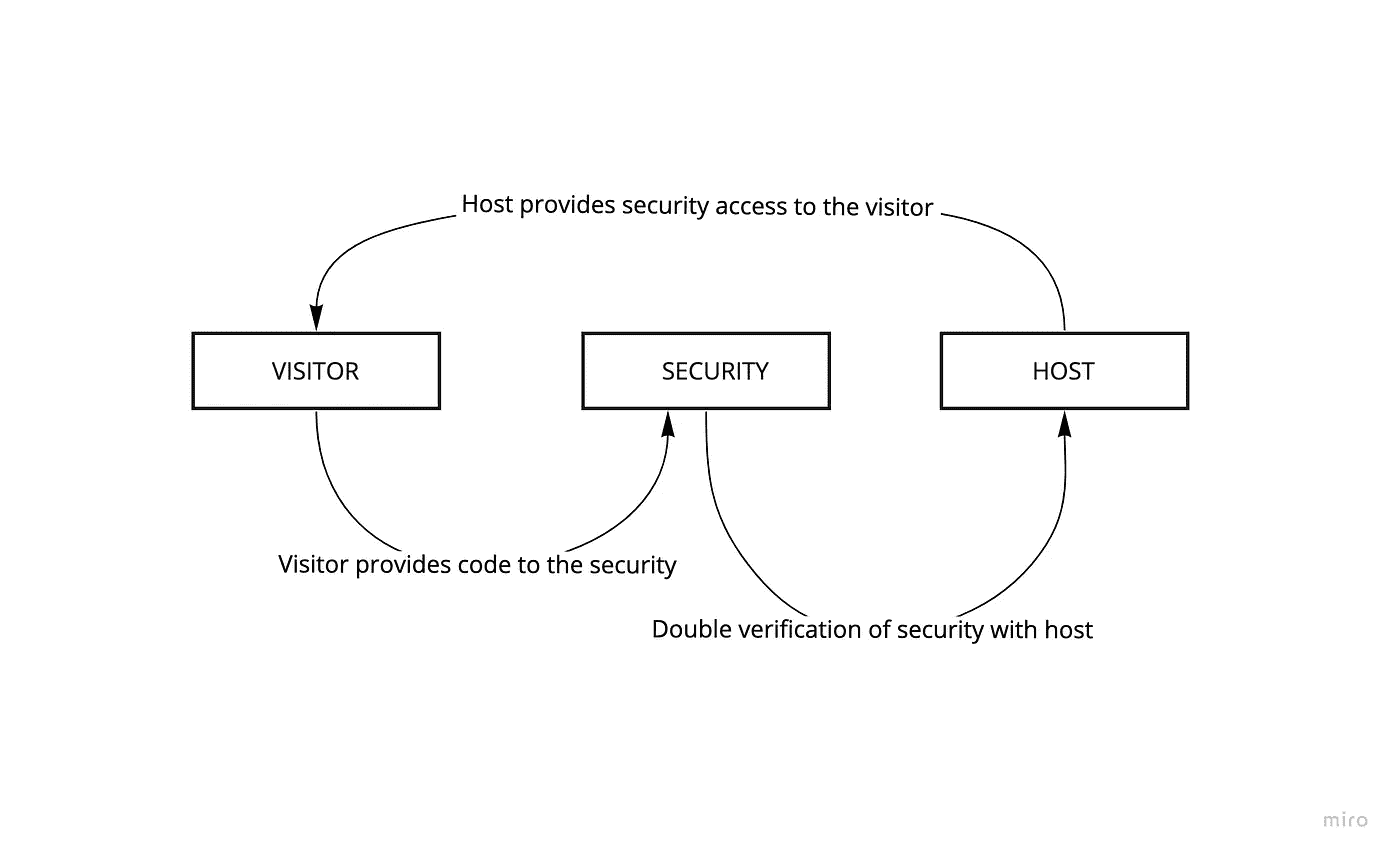 Host provides security access to the visitor
VISITOR
SECURITY
HOST
Visitor provides code to the security
Double verification of security with host
miro